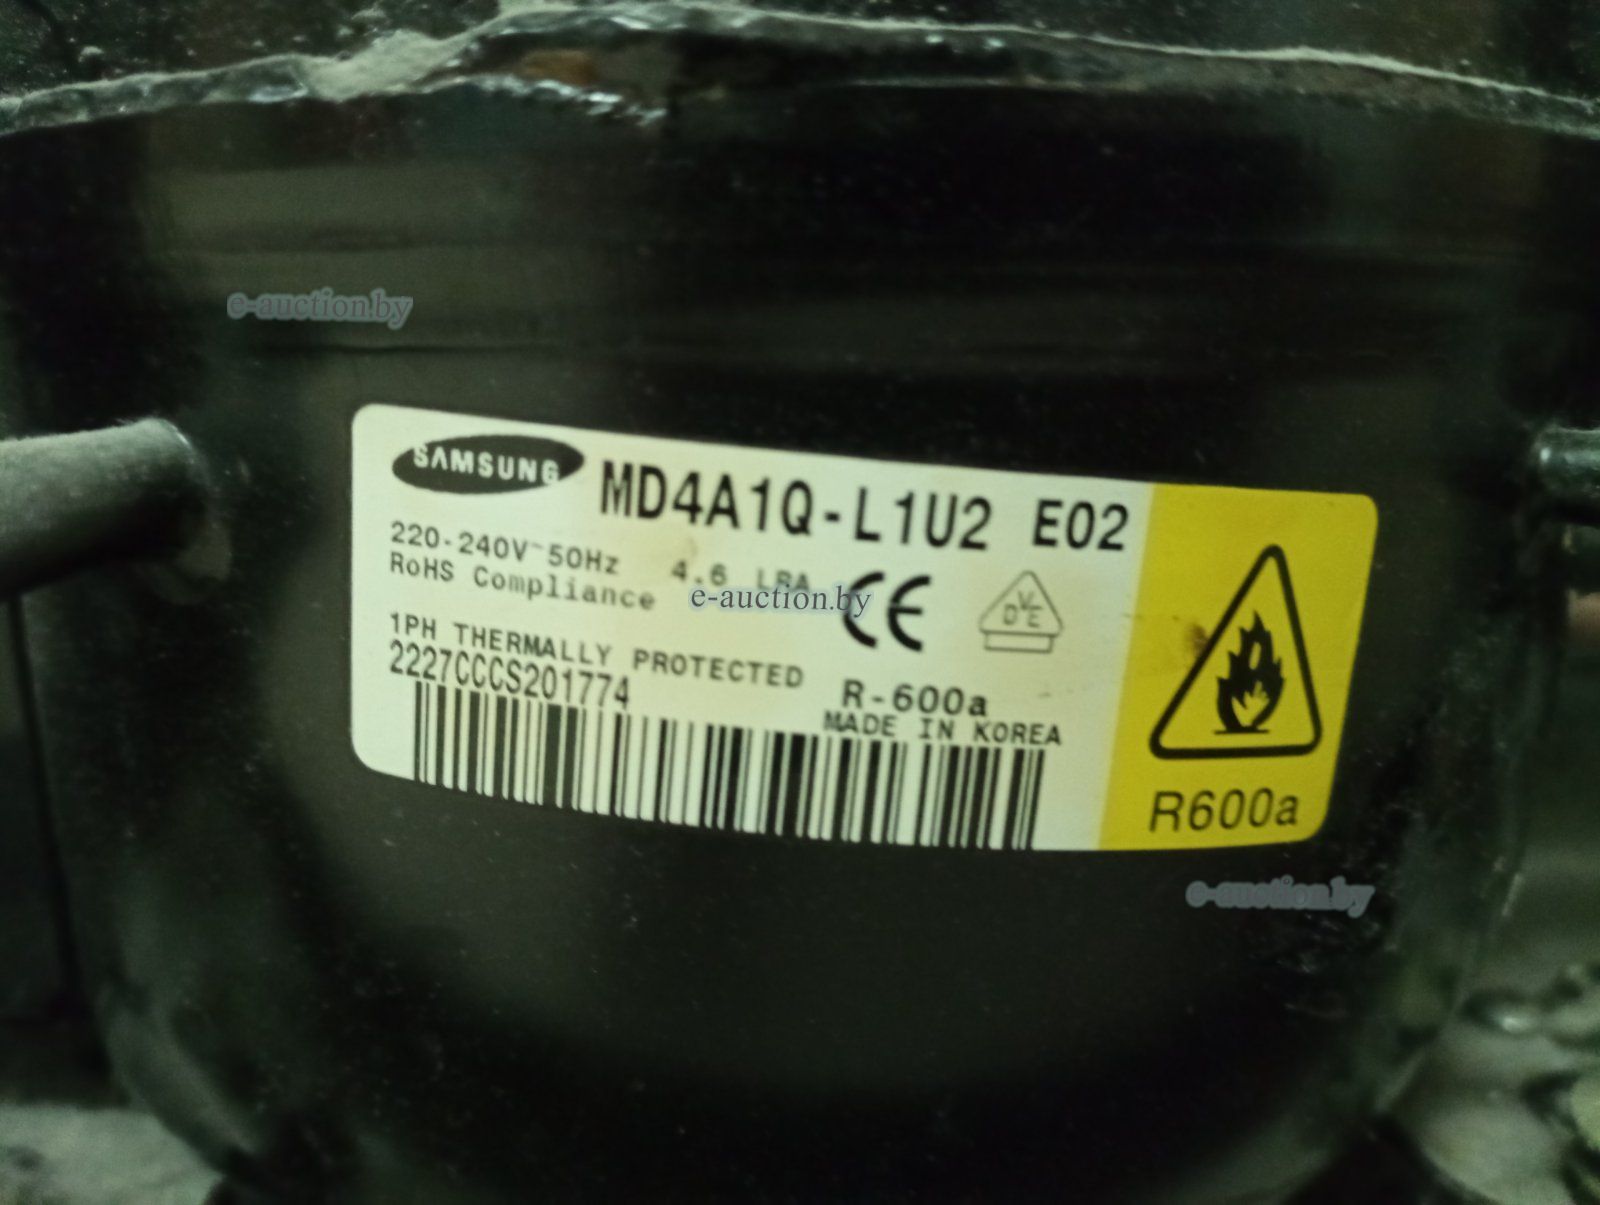 e-auction.by
SAMSUNG MD4A1Q-L1U2 E02
220-240V~50Hz 4.6 LRA
RoHS Compliance
e-auction.by
CE
VDE
1PH THERMALLY PROTECTED
2227CCCS201774
R-600a
MADE IN KOREA
R600a
e-auction.by